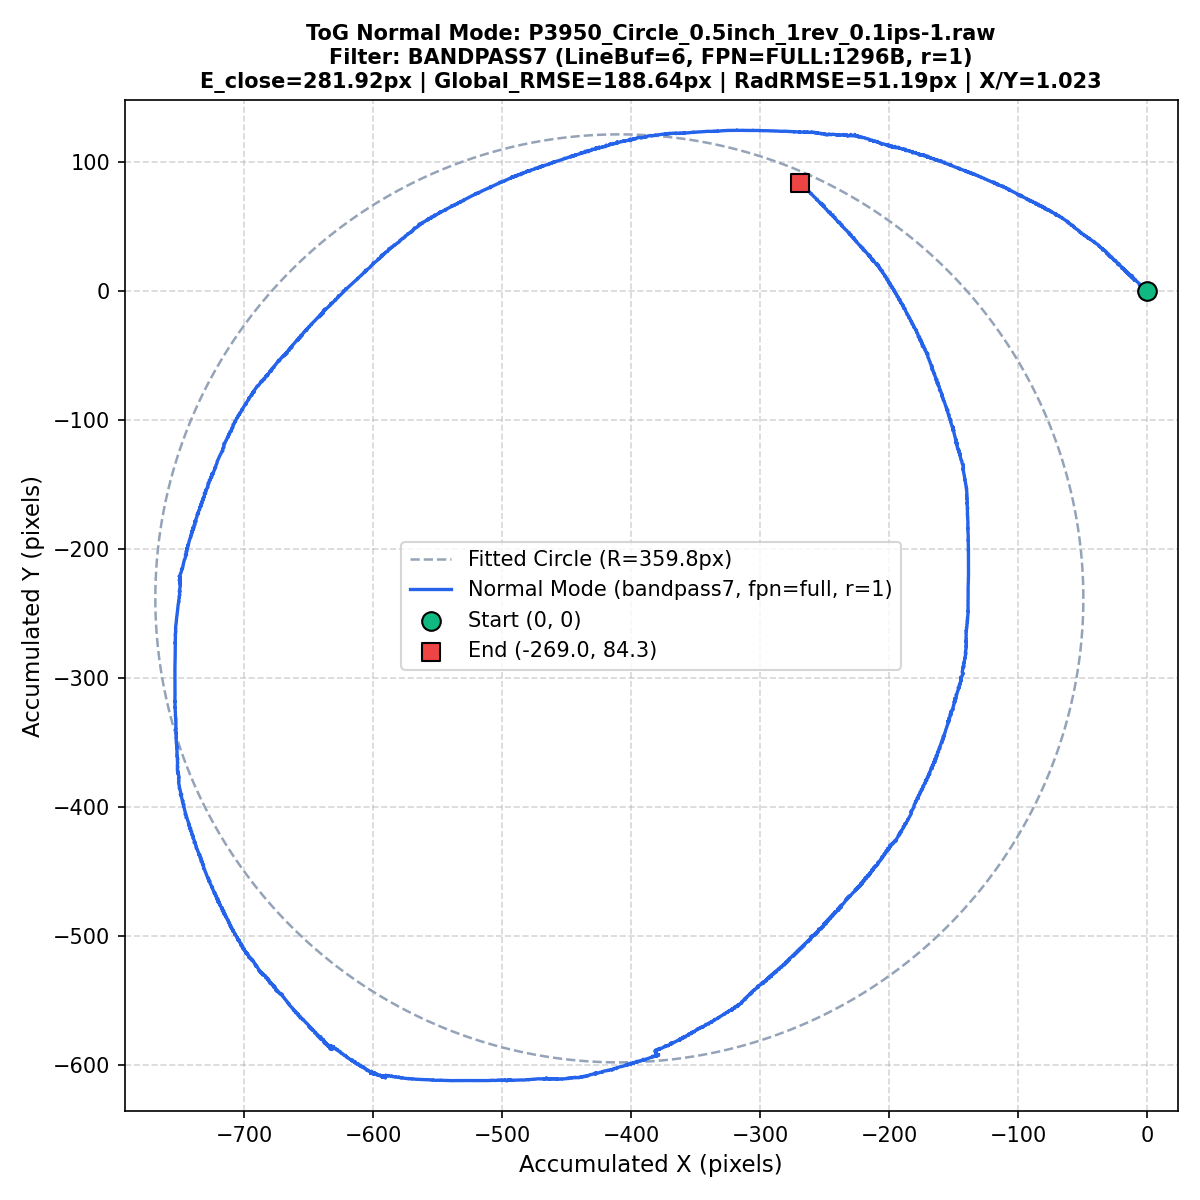 ToG Normal Mode: P3950_Circle_0.5inch_1rev_0.1ips-1.raw
Filter: BANDPASS7 (LineBuf=6, FPN=FULL:1296B, r=1)
E_close=281.92px | Global_RMSE=188.64px | RadRMSE=51.19px | X/Y=1.023
100
0
−100
−200
−300
−400
−500
−600
Accumulated Y (pixels)
Fitted Circle (R=359.8px)
Normal Mode (bandpass7, fpn=full, r=1)
Start (0, 0)
End (-269.0, 84.3)
−700
−600
−500
−400
−300
−200
−100
0
Accumulated X (pixels)